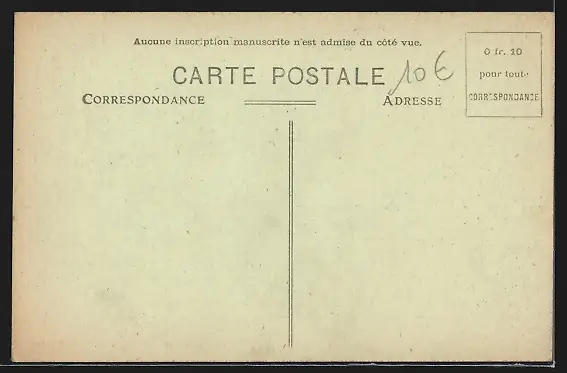 Aucune inscription manuscrite n'est admise du côté vue.
CARTE POSTALE 10€
CORRESPONDANCE
ADRESSE
0 fr. 10
pour toute
CORRESPONDANCE